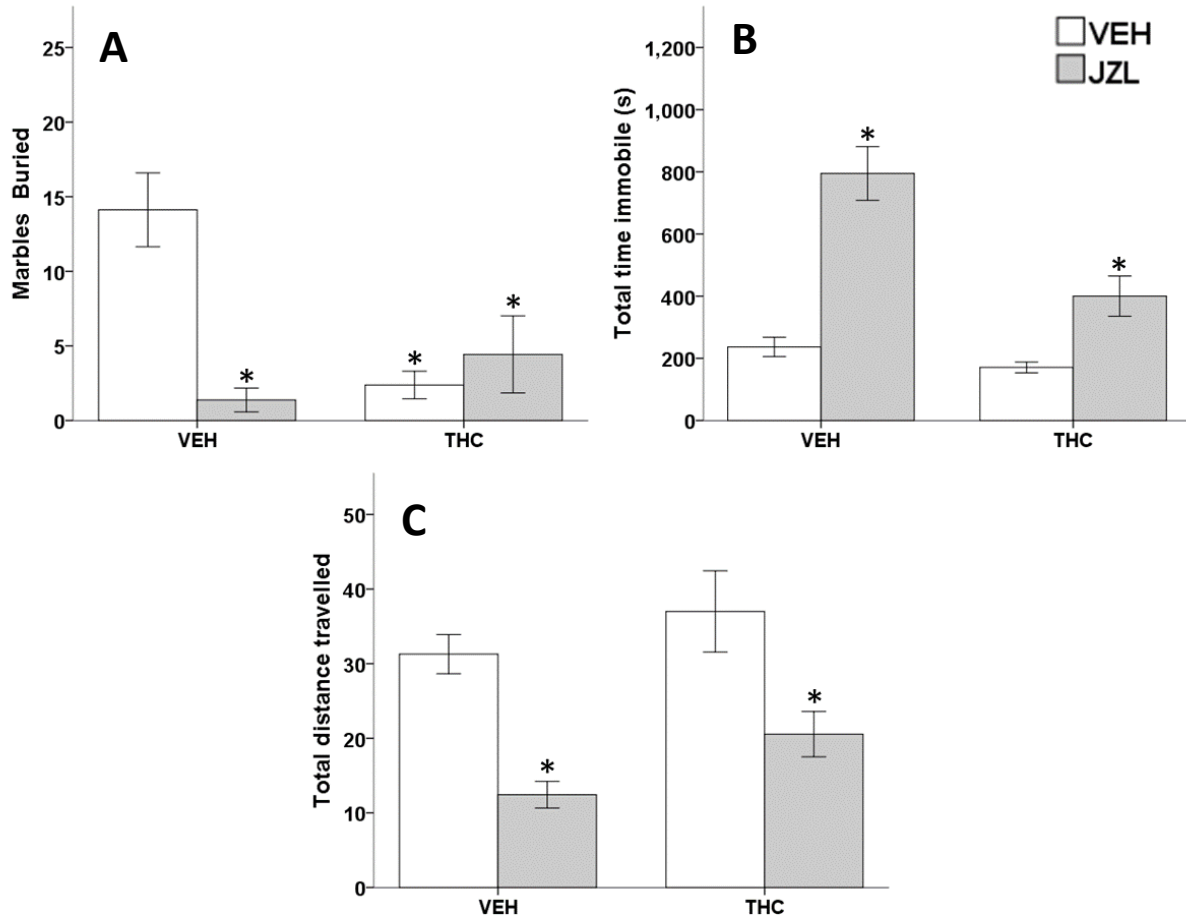 A
Marbles Buried
25
20
15
10
5
0
*
*
*
VEH THC
B
VEH
JZL
Total time immobile (s)
1,200
1,000
800
600
400
200
0
*
*
VEH THC
C
Total distance travelled
50
40
30
20
10
0
*
*
VEH THC